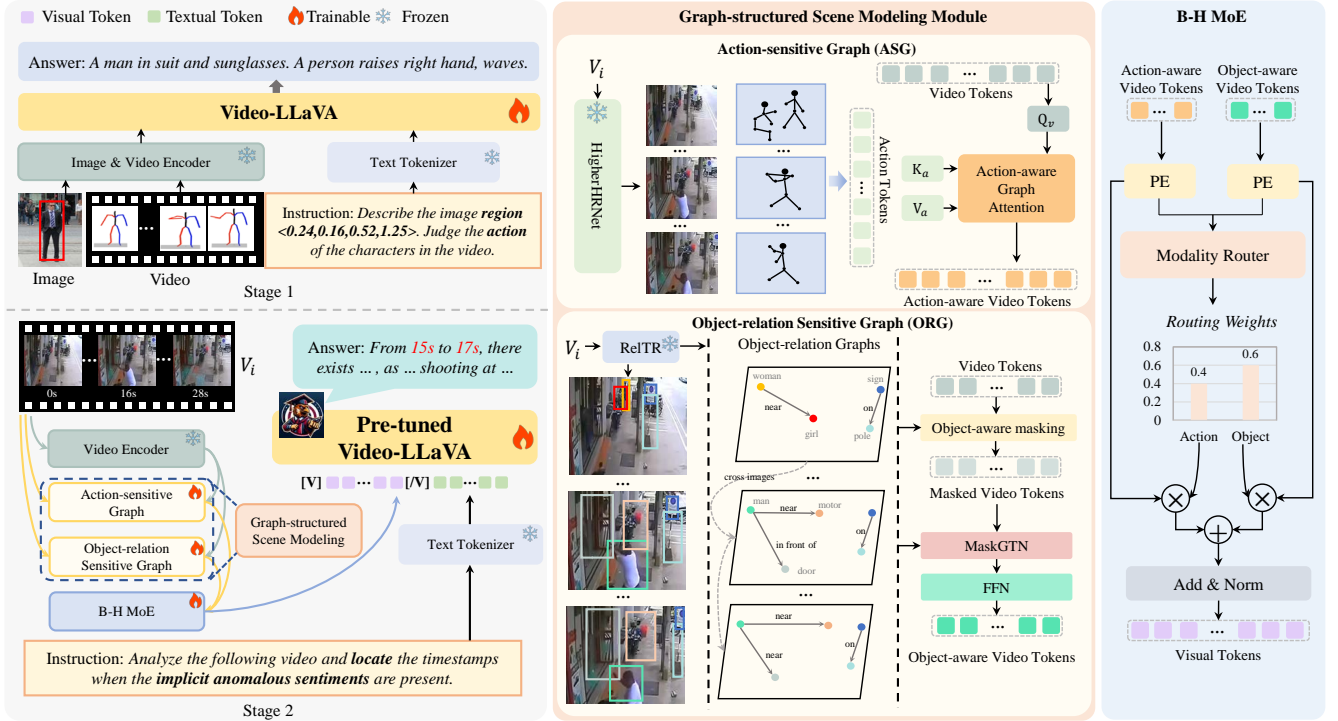 Visual Token
Textual Token
Trainable
Frozen
Answer: A man in suit and sunglasses. A person raises right hand, waves.
Video-LLaVA
Image & Video Encoder
Text Tokenizer
Instruction: Describe the image region
<0.24,0.16,0.52,1.25>. Judge the action
of the characters in the video.
Image
Video
Stage 1
0s
16s
28s
V_i
Answer: From 15s to 17s, there
exists ... , as ... shooting at ...
Pre-tuned
Video-LLaVA
Video Encoder
Action-sensitive
Graph
Object-relation
Sensitive Graph
B-H MoE
Graph-structured
Scene Modeling
[V]
...
[/V]
...
Text Tokenizer
Instruction: Analyze the following video and locate the timestamps
when the implicit anomalous sentiments are present.
Stage 2
Graph-structured Scene Modeling Module
Action-sensitive Graph (ASG)
V_i
HigherHRNet
...
...
...
...
Action Tokens
...
...
Video Tokens
Q_v
K_a
V_a
Action-aware
Graph
Attention
...
Action-aware Video Tokens
Object-relation Sensitive Graph (ORG)
V_i
RelTR
...
...
Object-relation Graphs
woman
near
girl
sign
on
pole
cross images
...
man
near
motor
in front of
door
on
...
near
near
on
Video Tokens
...
Object-aware masking
...
Masked Video Tokens
MaskGTN
FFN
...
Object-aware Video Tokens
B-H MoE
Action-aware
Video Tokens
...
Object-aware
Video Tokens
...
PE
PE
Modality Router
Routing Weights
0.8
0.6
0.4
0.2
0
0.4
0.6
Action
Object
Add & Norm
...
Visual Tokens